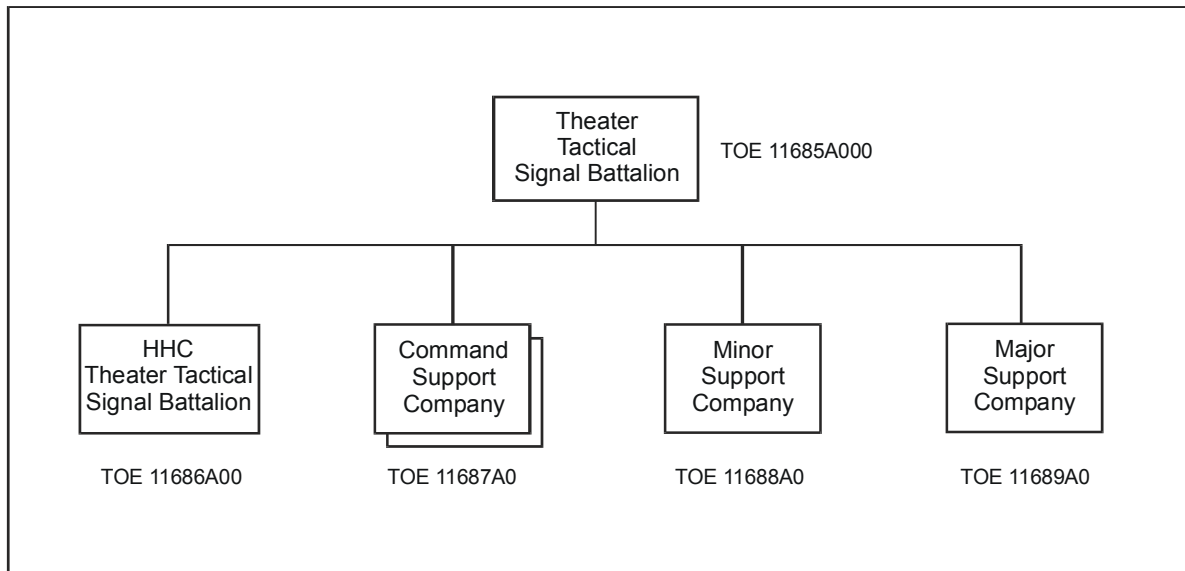 Theater
Tactical
Signal Battalion
TOE 11685A000
HHC
Theater Tactical
Signal Battalion
Command
Support
Company
Minor
Support
Company
Major
Support
Company
TOE 11686A00
TOE 11687A0
TOE 11688A0
TOE 11689A0